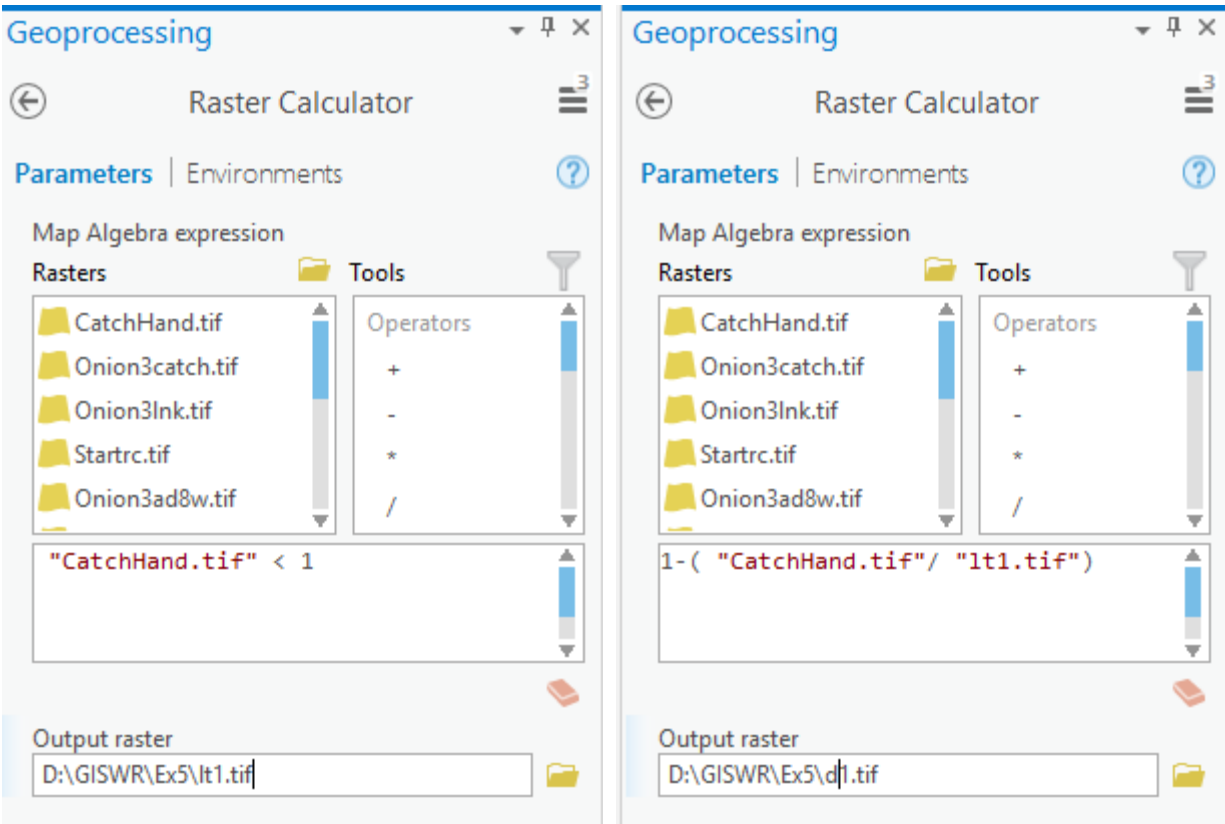 Geoprocessing
3
Raster Calculator
Parameters | Environments
?
Map Algebra expression
Rasters Tools
CatchHand.tif
Onion3catch.tif
Onion3lnk.tif
Startrc.tif
Onion3ad8w.tif
Operators
+
-
*
/
"CatchHand.tif" < 1
Output raster
D:\GISWR\Ex5\lt1.tif
Geoprocessing
3
Raster Calculator
Parameters | Environments
?
Map Algebra expression
Rasters Tools
CatchHand.tif
Onion3catch.tif
Onion3lnk.tif
Startrc.tif
Onion3ad8w.tif
Operators
+
-
*
/
1-( "CatchHand.tif"/ "lt1.tif")
Output raster
D:\GISWR\Ex5\d1.tif